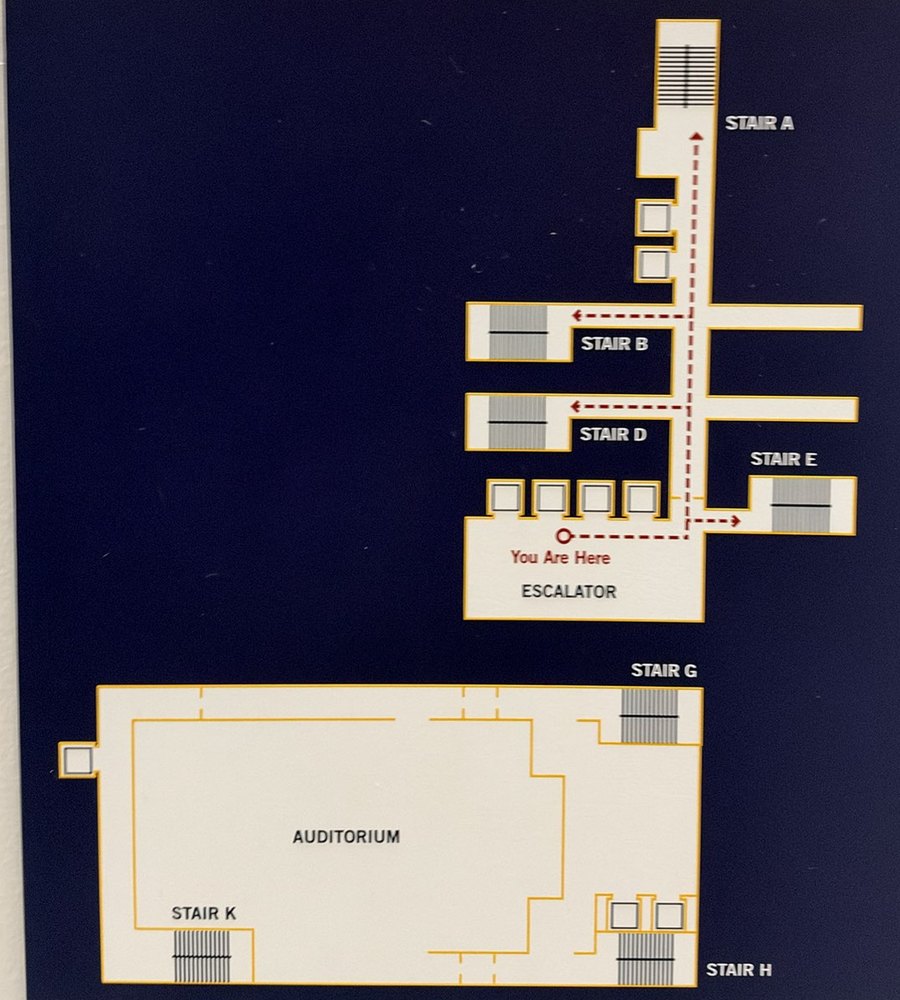 STAIR A
STAIR B
STAIR D
STAIR E
You Are Here
ESCALATOR
STAIR G
AUDITORIUM
STAIR K
STAIR H